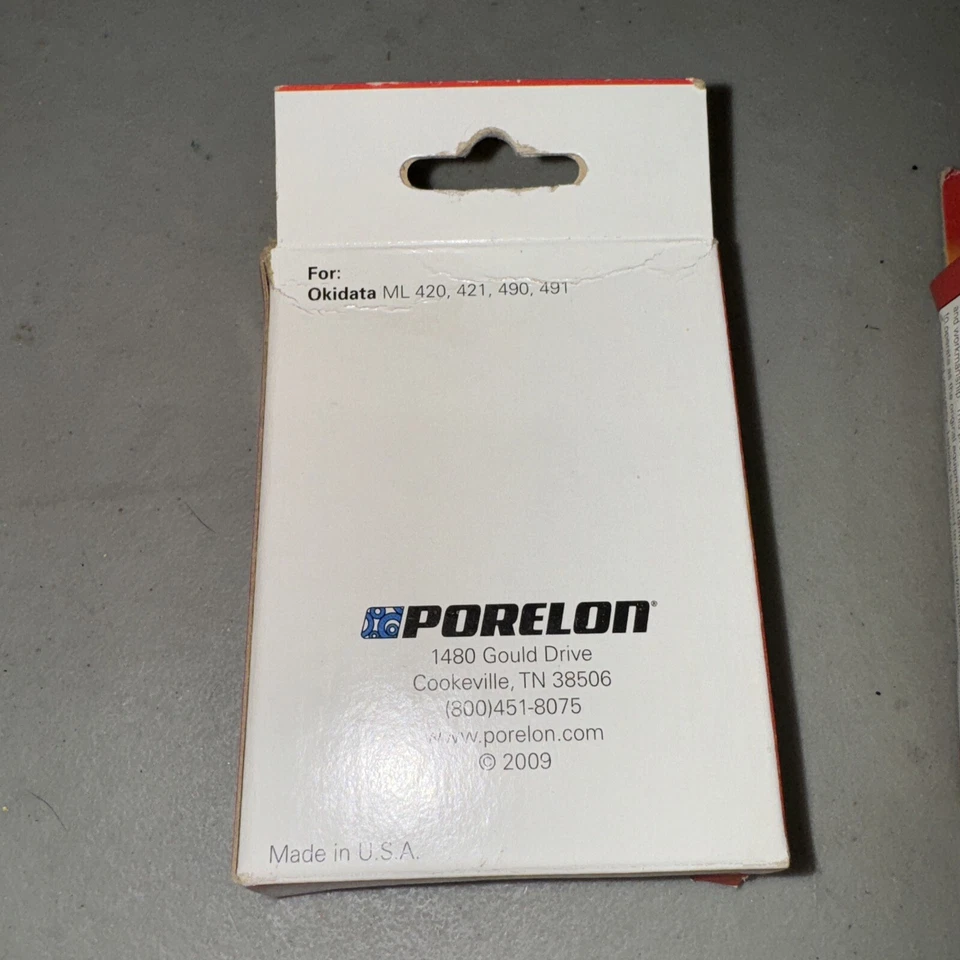 For:
Okidata ML 420, 421, 490, 491
PORELON®
1480 Gould Drive
Cookeville, TN 38506
(800)451-8075
www.porelon.com
© 2009
Made in U.S.A.